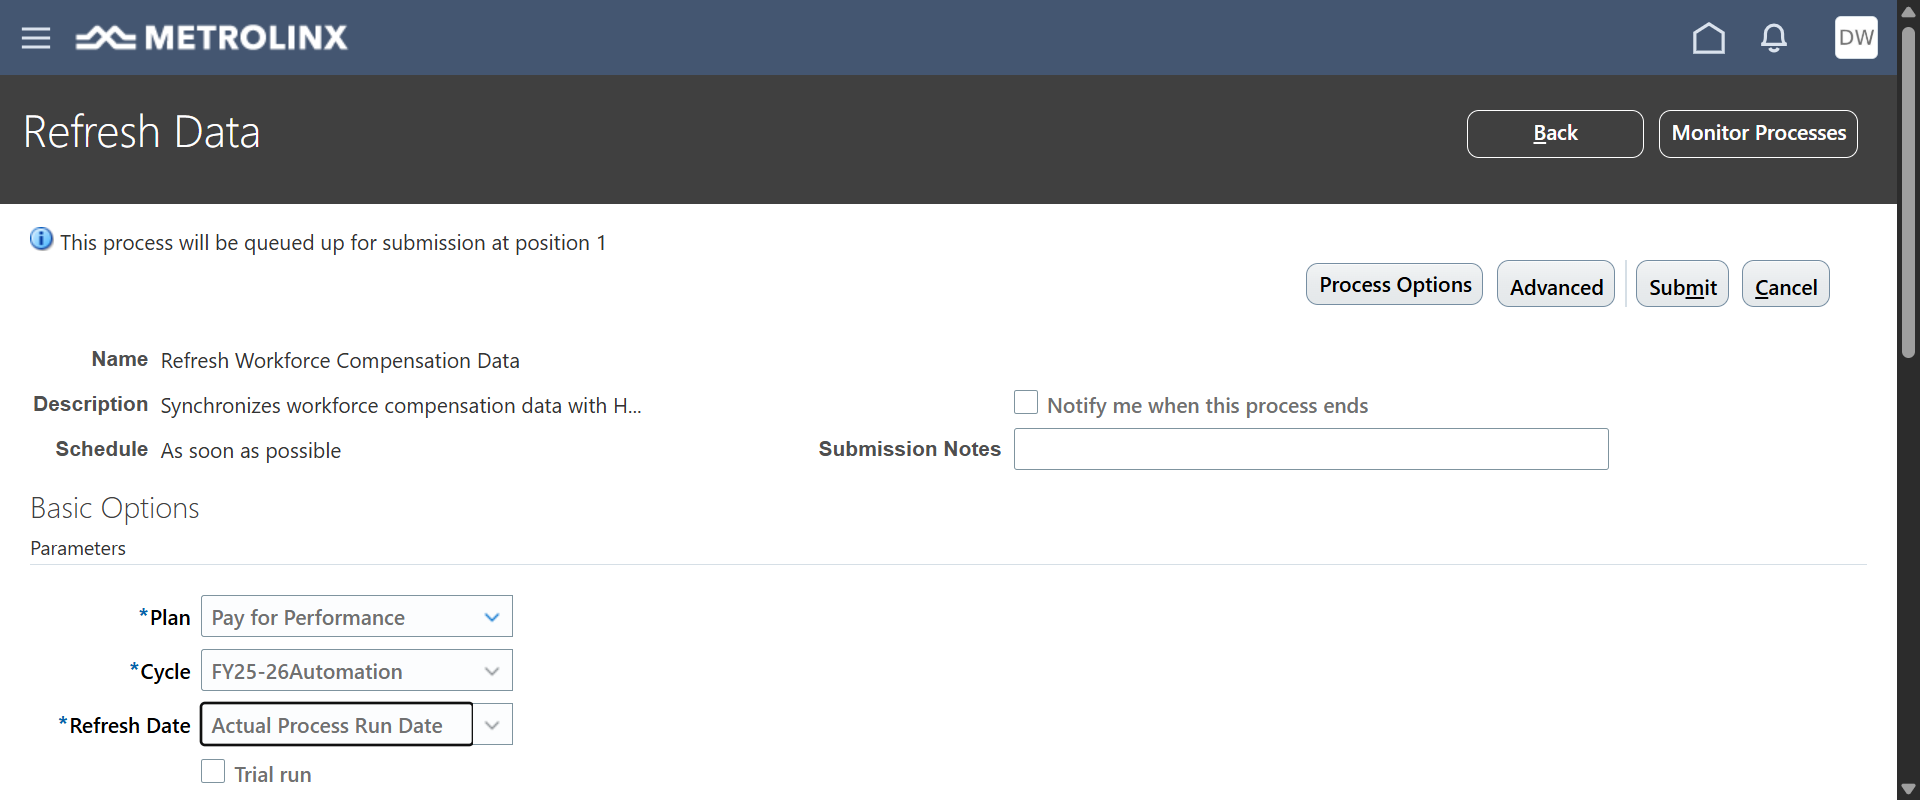 METROLINX
DW
Refresh Data
Back
Monitor Processes
This process will be queued up for submission at position 1
Process Options
Advanced
Submit
Cancel
Name Refresh Workforce Compensation Data
Description Synchronizes workforce compensation data with H...
Notify me when this process ends
Schedule As soon as possible
Submission Notes
Basic Options
Parameters
*Plan Pay for Performance
*Cycle FY25-26Automation
*Refresh Date Actual Process Run Date
Trial run